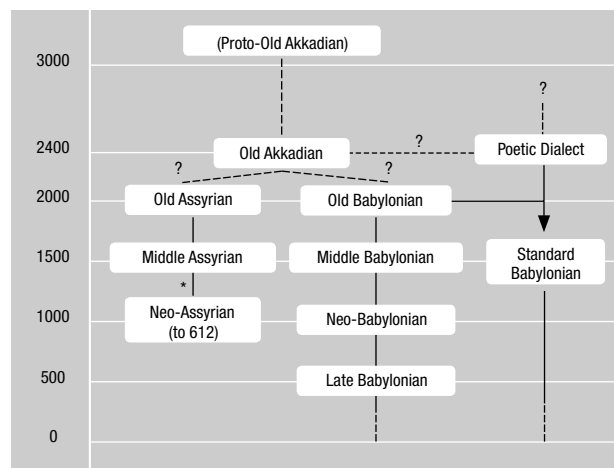 (Proto-Old Akkadian)
3000
?
?
2400
Old Akkadian
Poetic Dialect
?
?
2000
Old Assyrian
Old Babylonian
1500
Middle Assyrian
Middle Babylonian
Standard
Babylonian
*
1000
Neo-Assyrian
(to 612)
Neo-Babylonian
500
Late Babylonian
0